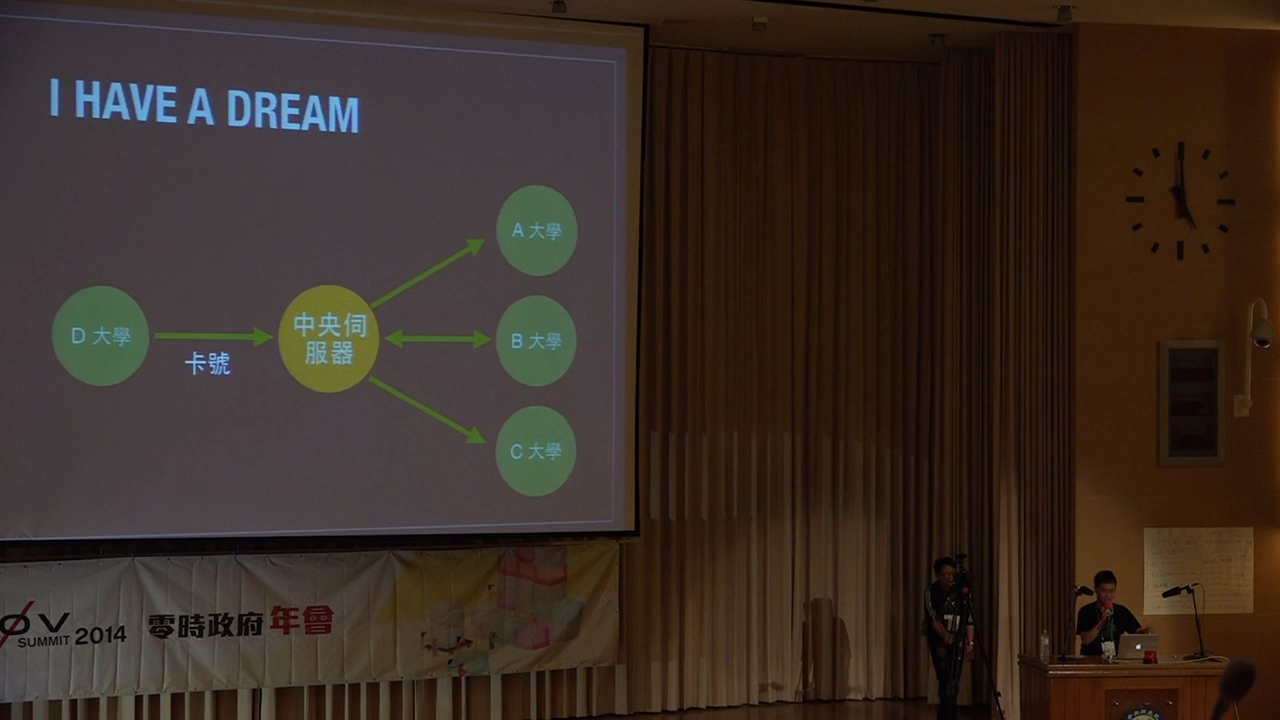 I HAVE A DREAM
A 大學
D 大學
卡號
中央伺
服器
B 大學
C 大學
SUMMIT 2014
零時政府年會